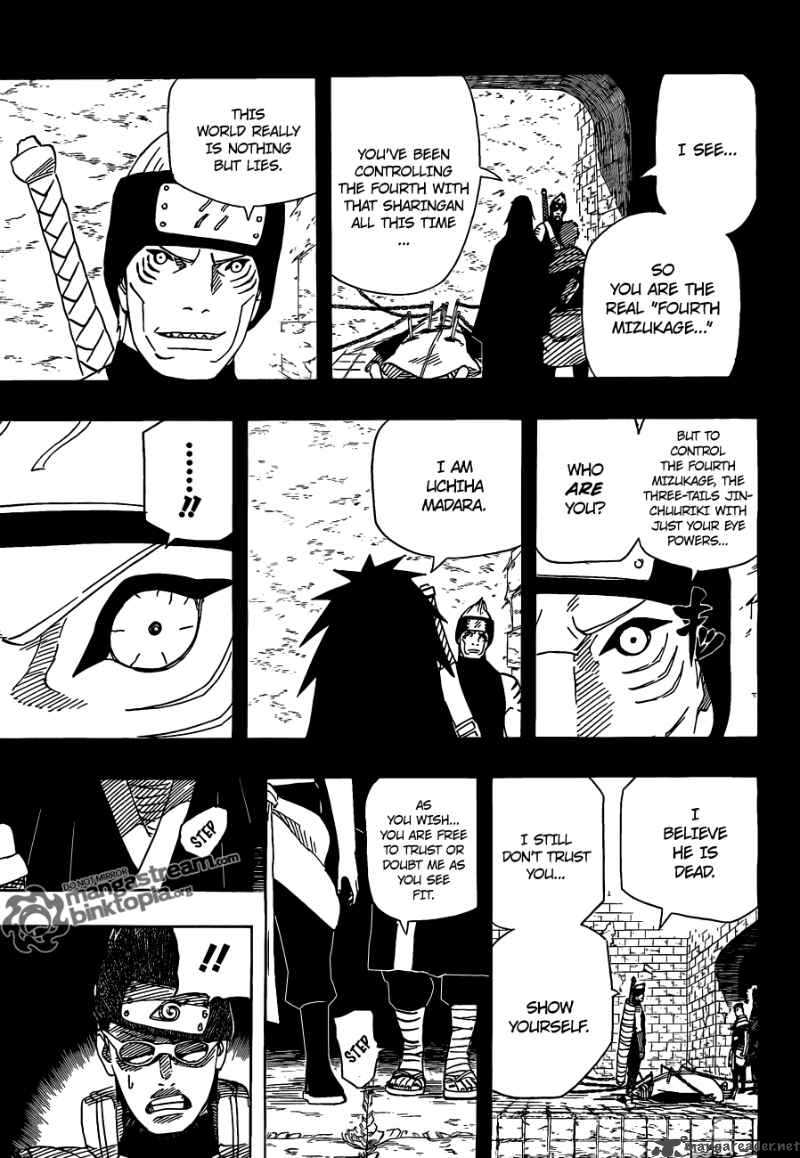 I SEE...
SO
YOU ARE THE
REAL "FOURTH
MIZUKAGE..."
YOU'VE BEEN
CONTROLLING
THE FOURTH WITH
THAT SHARINGAN
ALL THIS TIME
...
THIS
WORLD REALLY
IS NOTHING
BUT LIES.
BUT TO
CONTROL
THE FOURTH
MIZUKAGE, THE
THREE-TAILS JIN-
CHUURIKI WITH
JUST YOUR EYE
POWERS...
WHO
ARE
YOU?
I AM
UCHIHA
MADARA.
......!!
I
BELIEVE
HE IS
DEAD.
I STILL
DON'T TRUST
YOU...
SHOW
YOURSELF.
AS
YOU WISH...
YOU ARE FREE
TO TRUST OR
DOUBT ME AS
YOU SEE
FIT.
STEP
STEP
!!
DO NOT MIRROR
mangastream.com
binktopia.org
mangareader.net